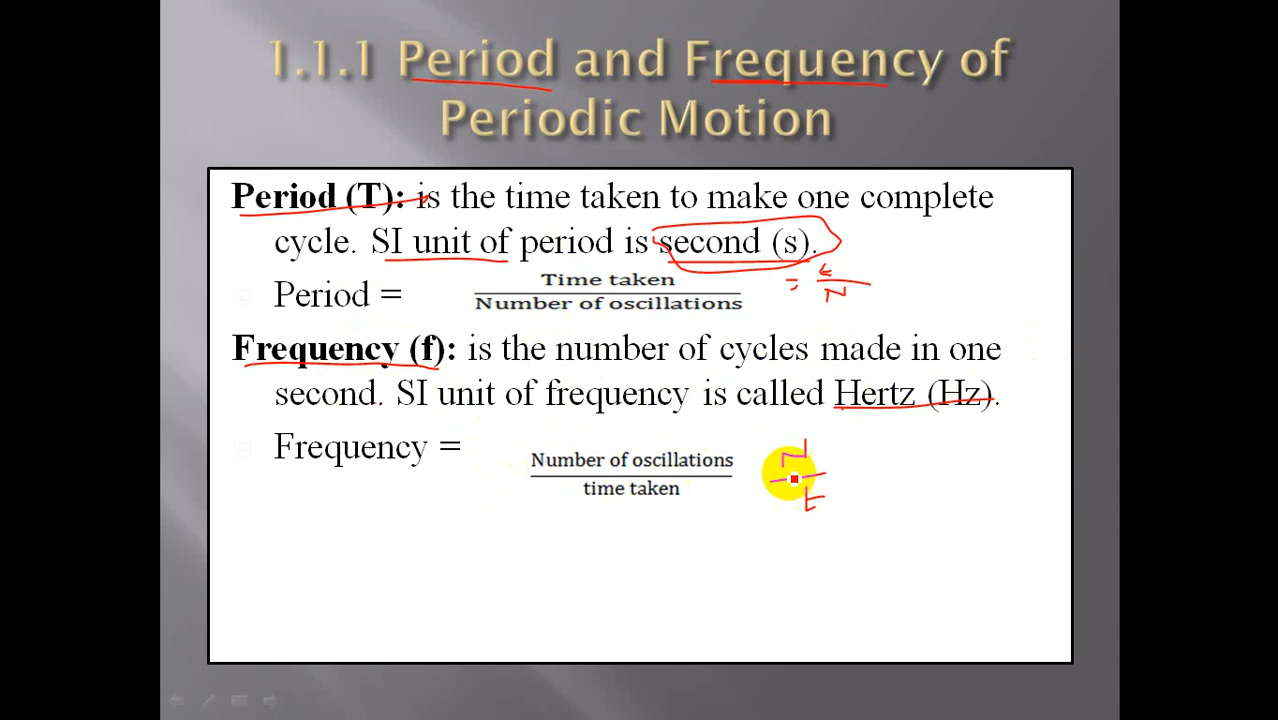 1.1.1 Period and Frequency of
Periodic Motion
Period (T): is the time taken to make one complete
cycle. SI unit of period is second (s).
Period = Time taken / Number of oscillations = t / N
Frequency (f): is the number of cycles made in one
second. SI unit of frequency is called Hertz (Hz).
Frequency =
Number of oscillations
time taken
N
t